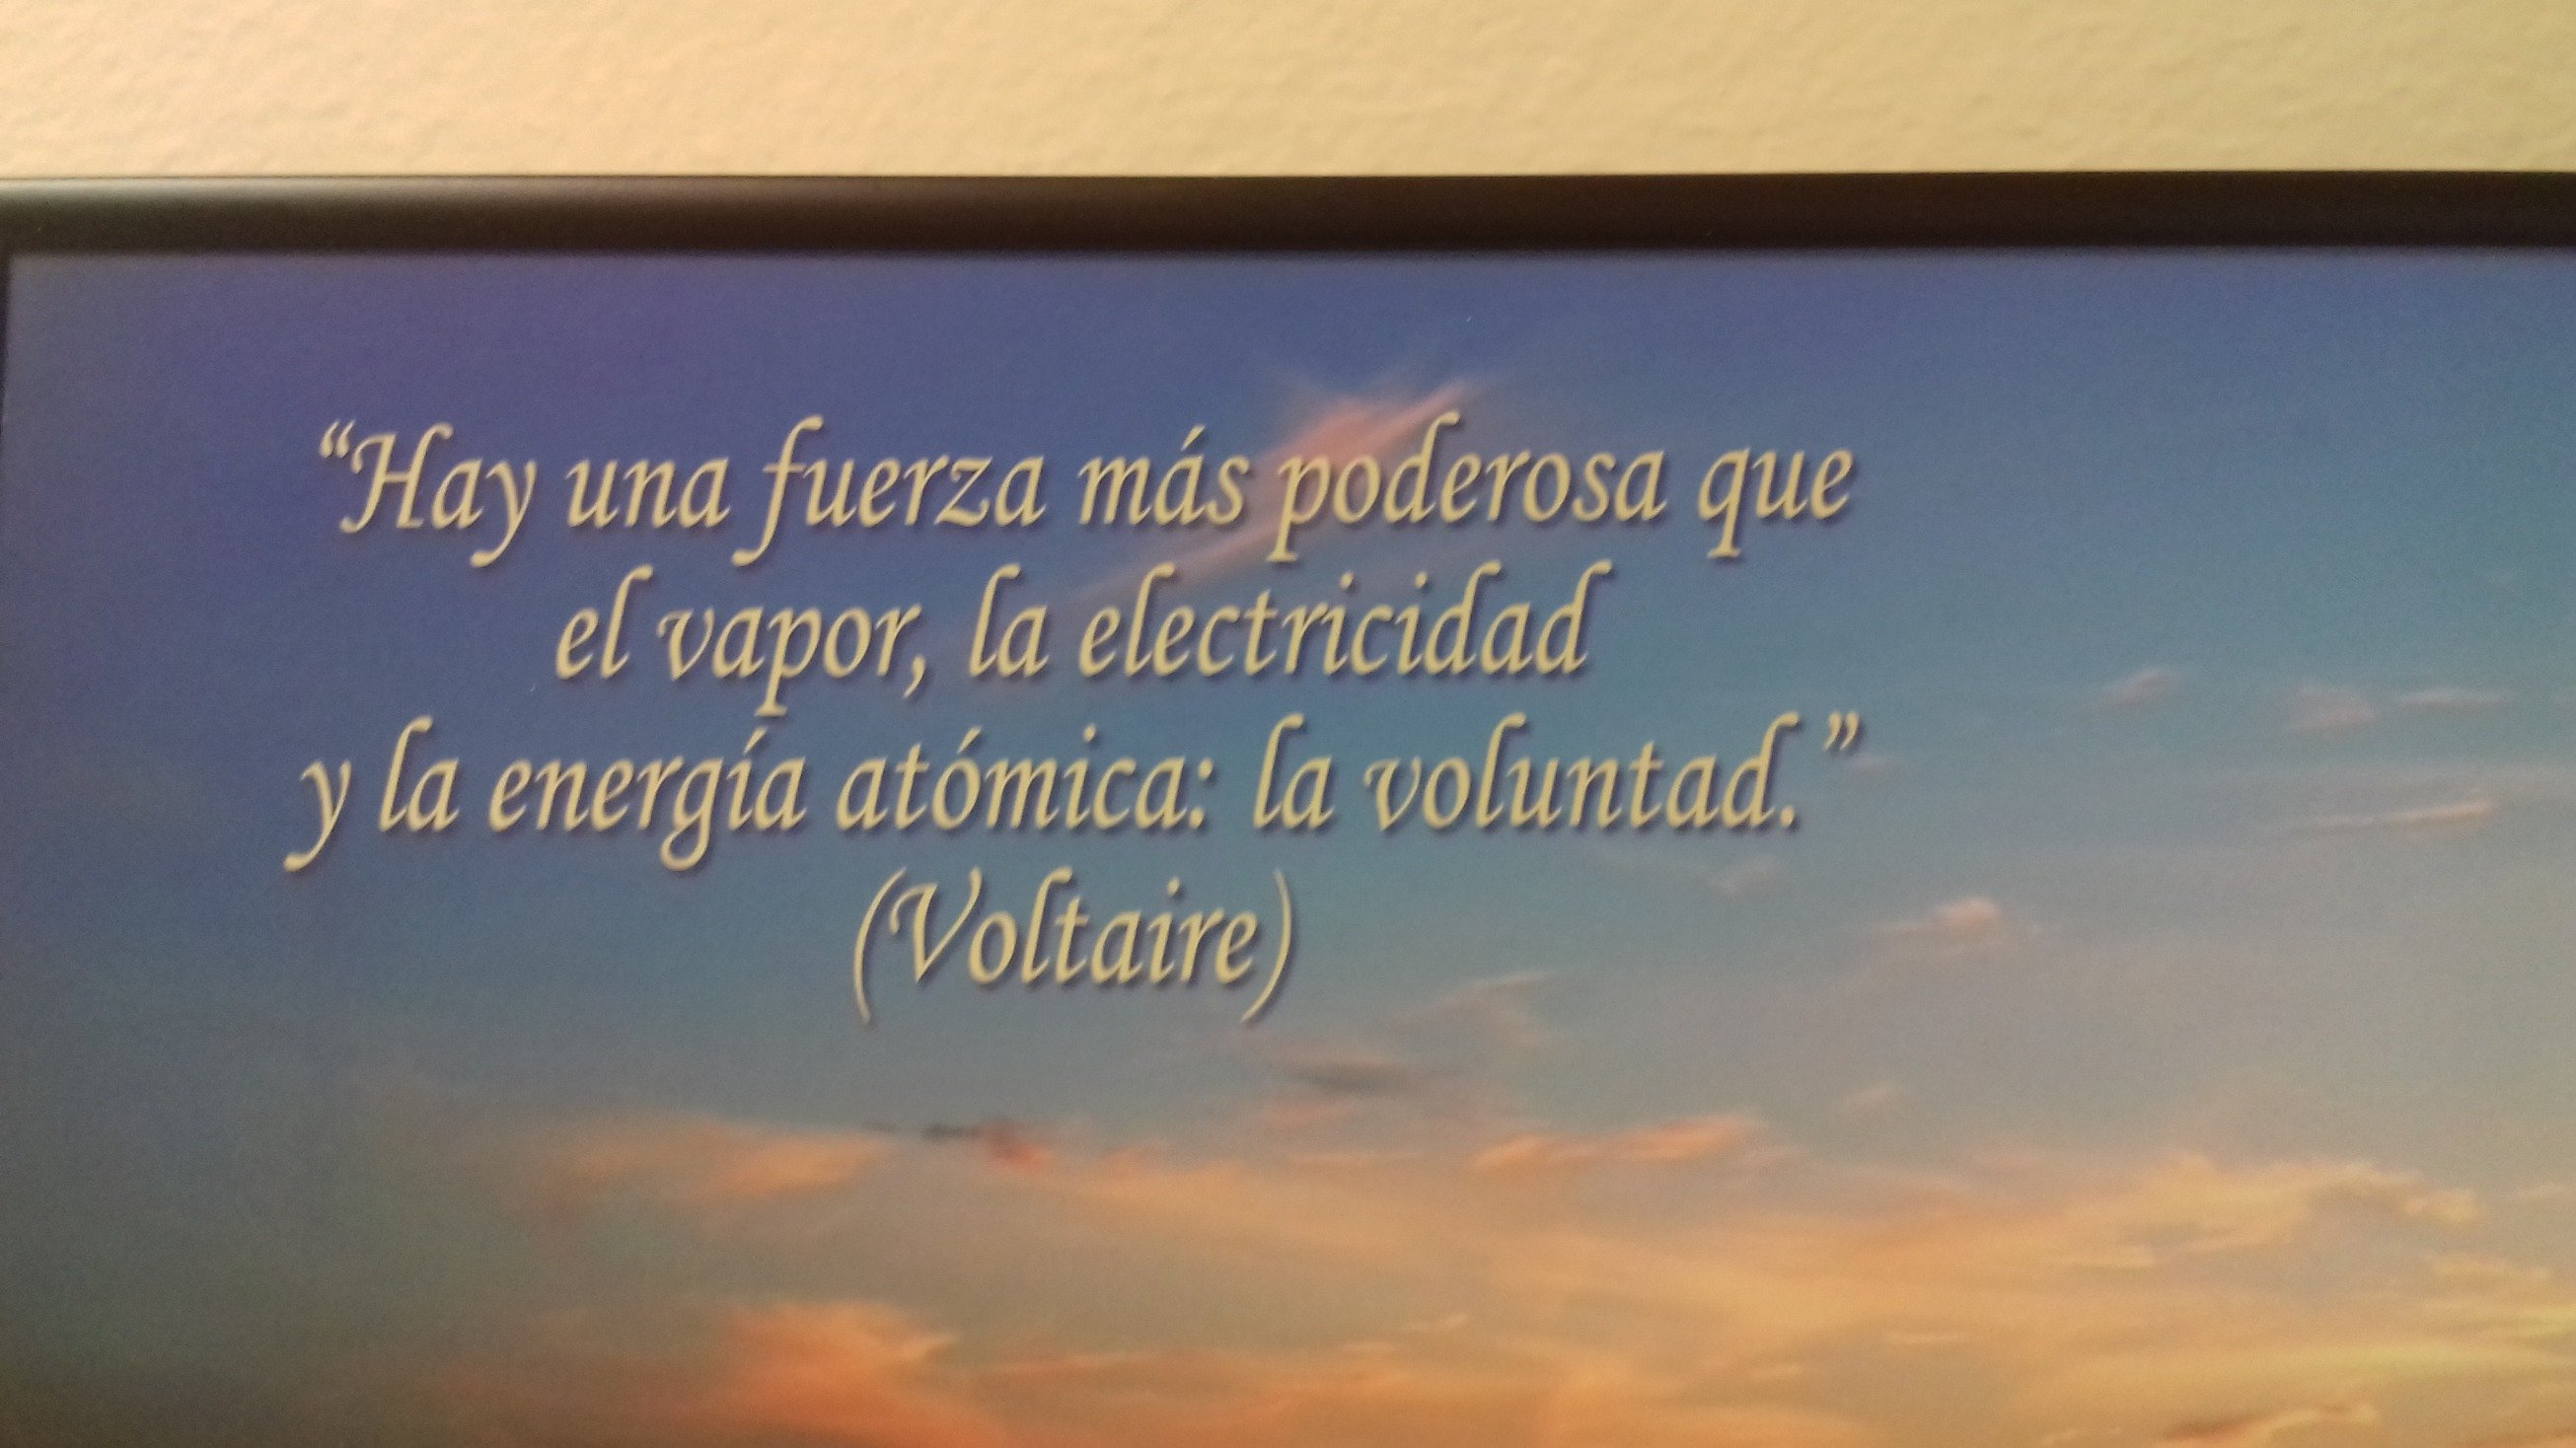 “Hay una fuerza más poderosa que
el vapor, la electricidad
y la energía atómica: la voluntad.”
(Voltaire)